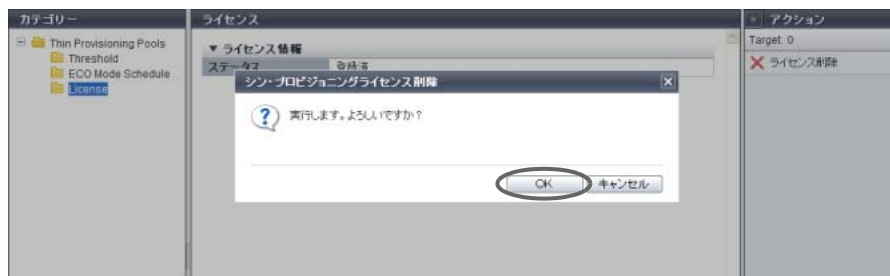 カテゴリー
Thin Provisioning Pools
Threshold
ECO Mode Schedule
License
ライセンス
▼ ライセンス情報
ステータス 登録済
シン・プロビジョニングライセンス削除
実行します。よろしいですか?
OK キャンセル
アクション
Target: 0
ライセンス削除